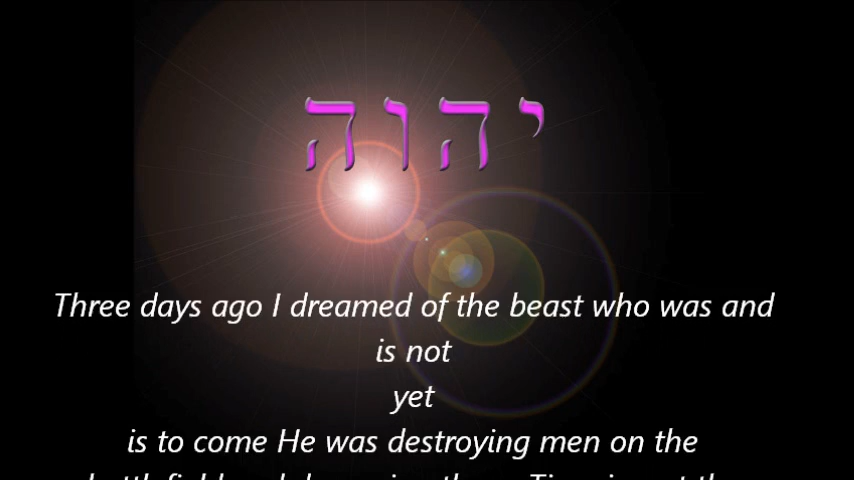 יהוה
Three days ago I dreamed of the beast who was and
is not
yet
is to come He was destroying men on the